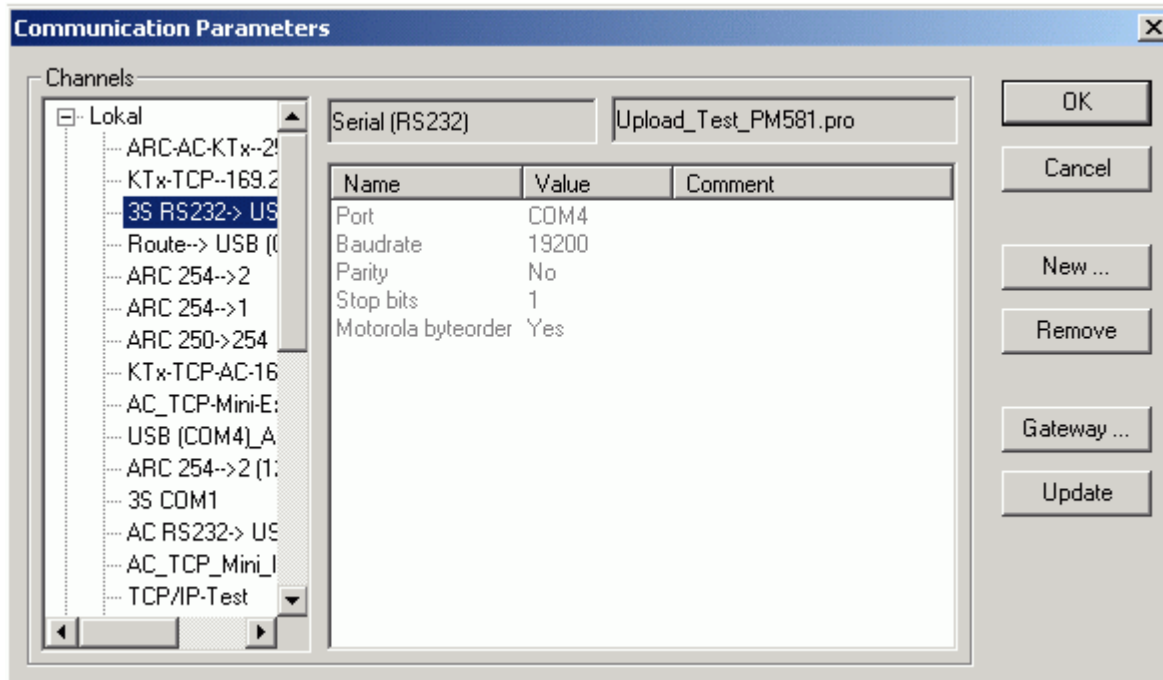 Communication Parameters
Channels
Lokal
ARC-AC-KTx--25
KTx-TCP--169.2
3S RS232-> US
Route--> USB (C
ARC 254-->2
ARC 254-->1
ARC 250->254
KTx-TCP-AC-16
AC_TCP-Mini-E
USB (COM4)_A
ARC 254-->2 (1
3S COM1
AC RS232-> US
AC_TCP_Mini_
TCP/IP-Test
Serial (RS232)
Upload_Test_PM581.pro
Name Value Comment
Port COM4
Baudrate 19200
Parity No
Stop bits 1
Motorola byteorder Yes
OK
Cancel
New ...
Remove
Gateway ...
Update